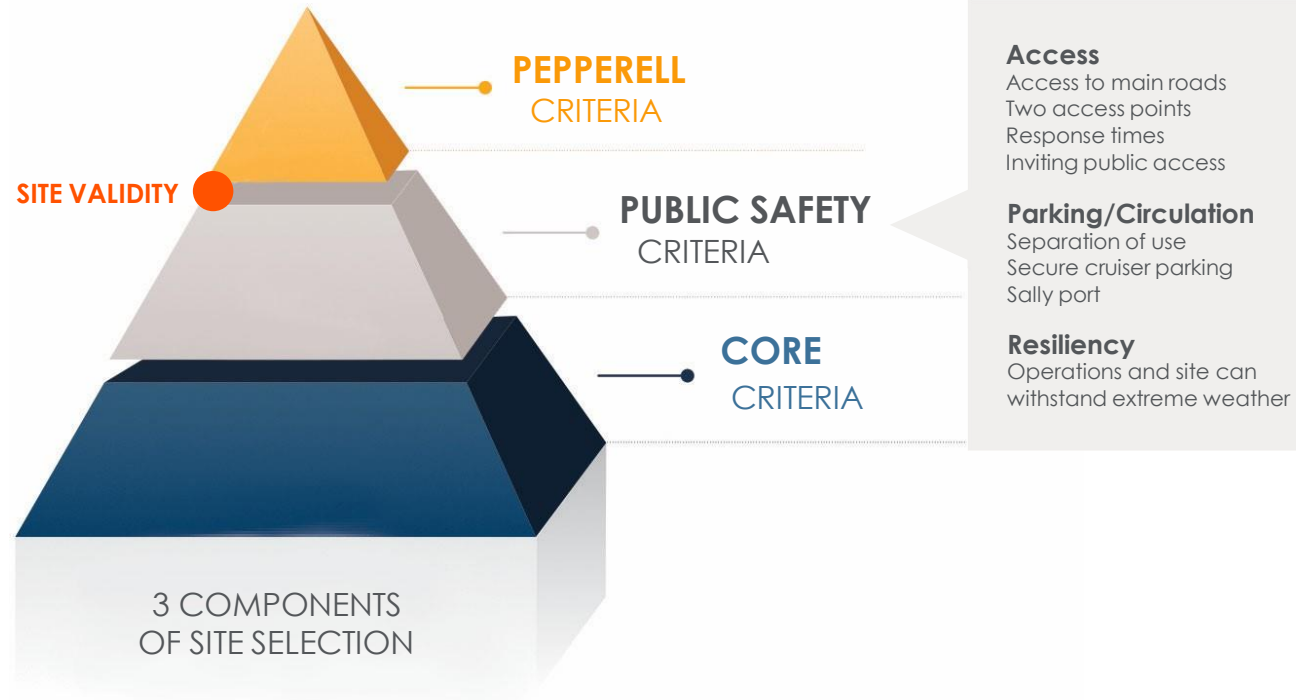 PEPPERELL
CRITERIA
SITE VALIDITY
PUBLIC SAFETY
CRITERIA
CORE
CRITERIA
3 COMPONENTS
OF SITE SELECTION
Access
Access to main roads
Two access points
Response times
Inviting public access
Parking/Circulation
Separation of use
Secure cruiser parking
Sally port
Resiliency
Operations and site can
withstand extreme weather